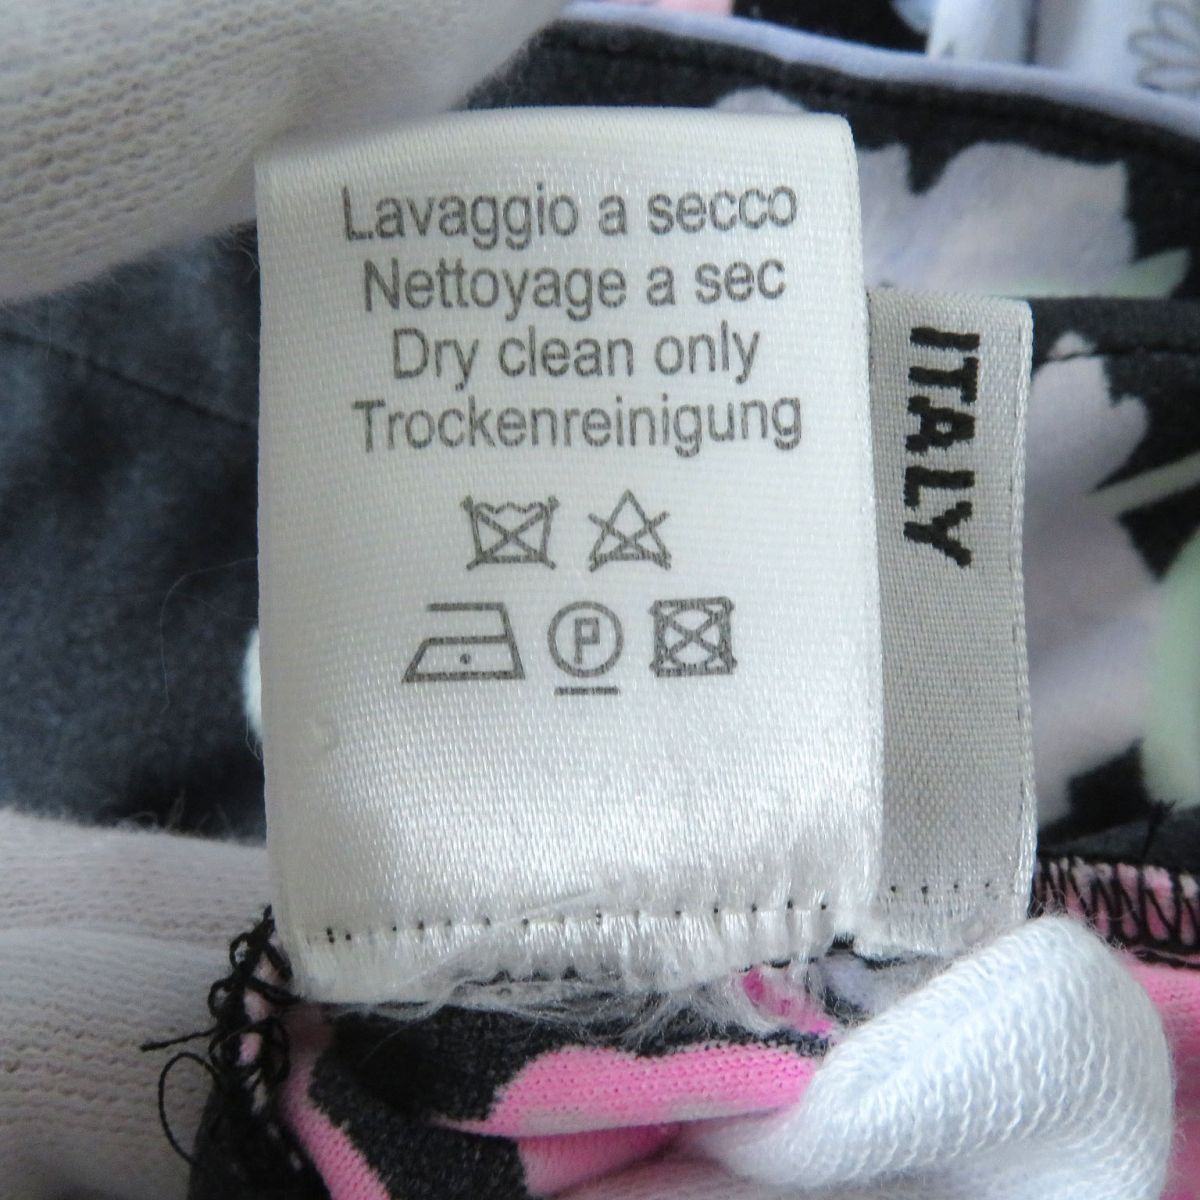 Lavaggio a secco
Nettoyage a sec
Dry clean only
Trockenreinigung
P
ITALY